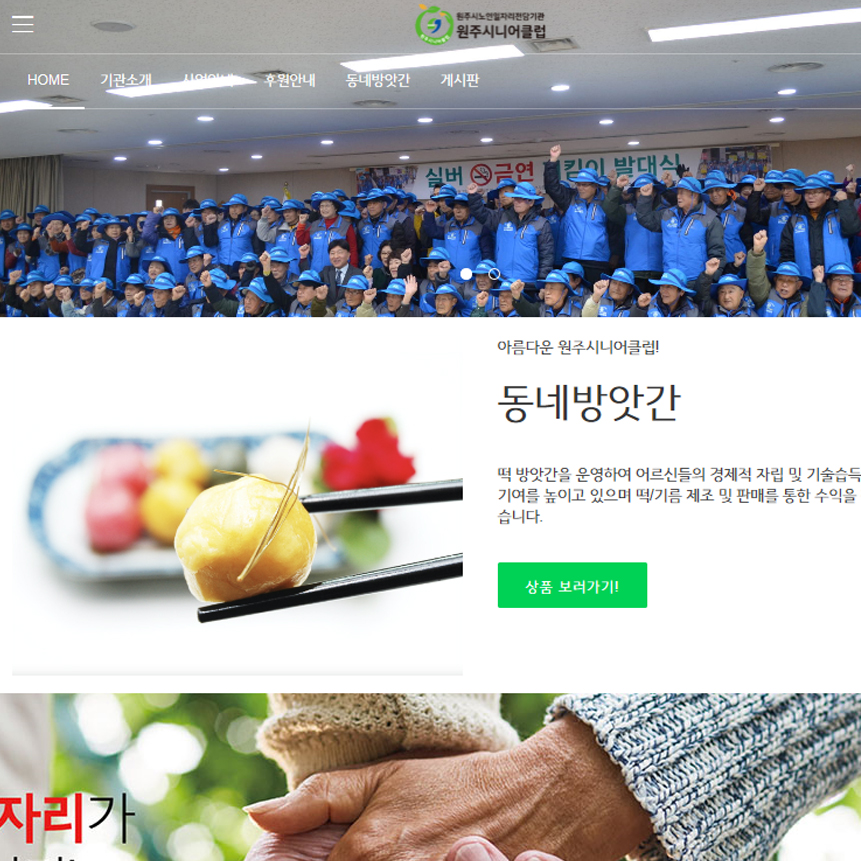 원주시노인일자리전담기관
원주시니어클럽
HOME 기관소개 사업안내 후원안내 동네방앗간 게시판
실버 금연 지킴이 발대식
아름다운 원주시니어클럽!
동네방앗간
떡 방앗간을 운영하여 어르신들의 경제적 자립 및 기술습득
기여를 높이고 있으며 떡/기름 제조 및 판매를 통한 수익을
습니다.
상품 보러가기!
자리가